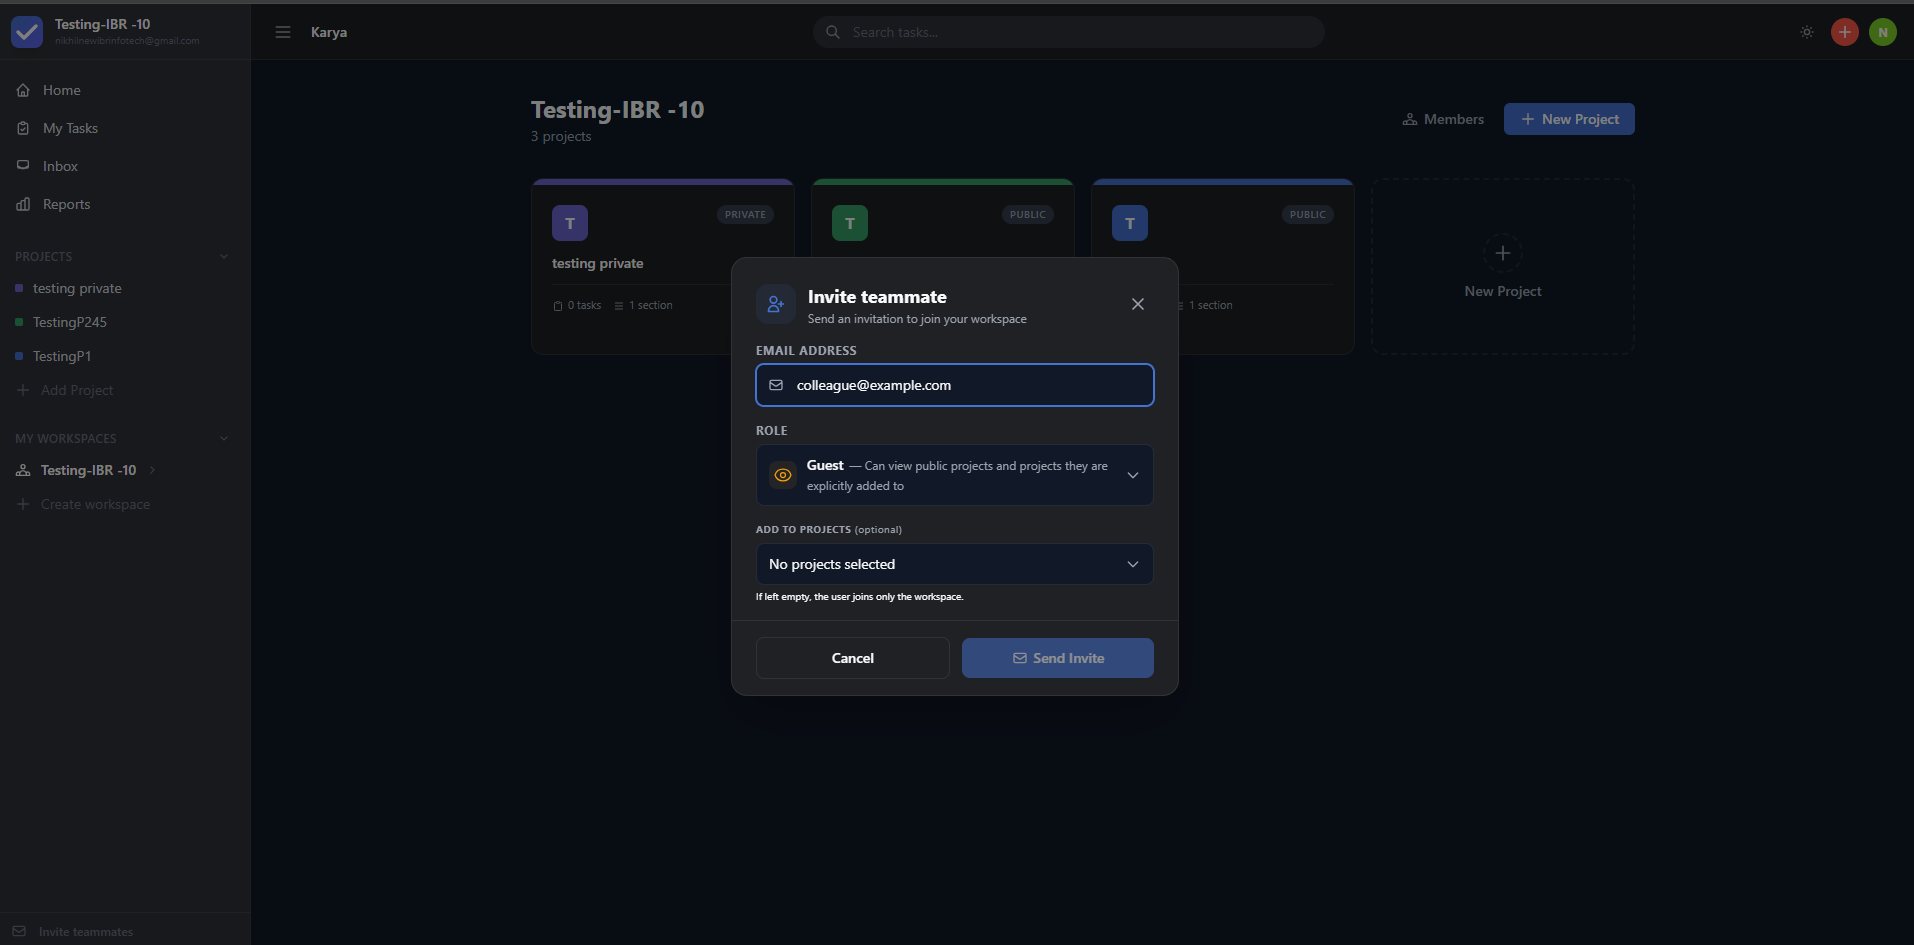 Testing-IBR -10
nikhilnewibrinfotech@gmail.com
Karya
Search tasks...
N
Home
My Tasks
Inbox
Reports
PROJECTS
testing private
TestingP245
TestingP1
Add Project
MY WORKSPACES
Testing-IBR -10
Create workspace
Invite teammates
Testing-IBR -10
3 projects
Members
New Project
T
PRIVATE
testing private
0 tasks
1 section
T
PUBLIC
T
PUBLIC
1 section
New Project
Invite teammate
Send an invitation to join your workspace
EMAIL ADDRESS
colleague@example.com
ROLE
Guest — Can view public projects and projects they are
explicitly added to
ADD TO PROJECTS (optional)
No projects selected
If left empty, the user joins only the workspace.
Cancel
Send Invite